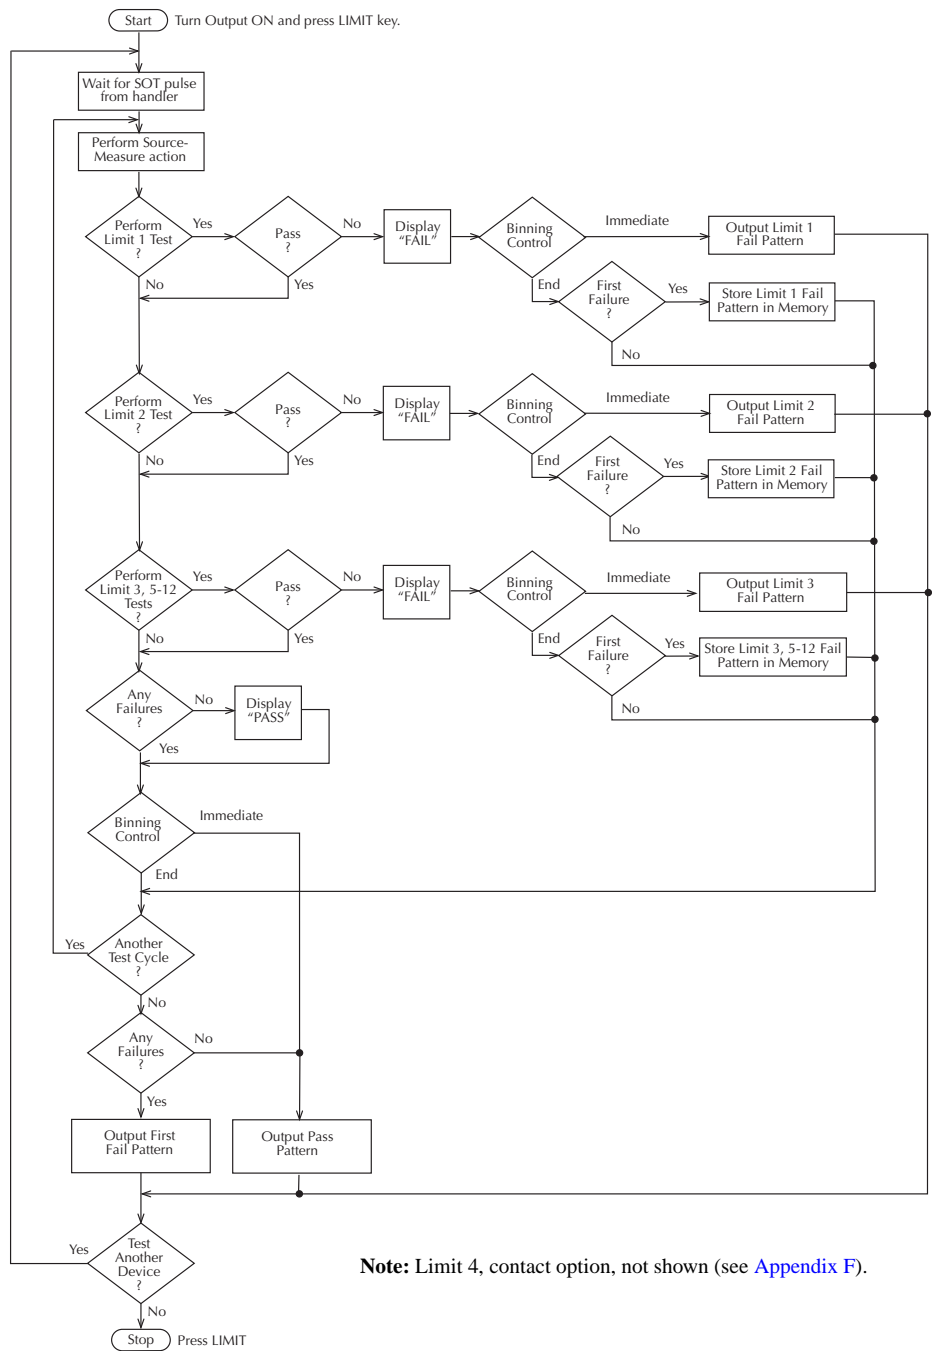 Start
Turn Output ON and press LIMIT key.
Wait for SOT pulse
from handler
Perform Source-
Measure action
Perform
Limit 1 Test
?
Yes
Pass
?
No
Display
“FAIL”
Binning
Control
Immediate
Output Limit 1
Fail Pattern
No
Yes
End
First
Failure
?
Yes
Store Limit 1 Fail
Pattern in Memory
No
Perform
Limit 2 Test
?
Yes
Pass
?
No
Display
“FAIL”
Binning
Control
Immediate
Output Limit 2
Fail Pattern
No
Yes
End
First
Failure
?
Yes
Store Limit 2 Fail
Pattern in Memory
No
Perform
Limit 3, 5-12
Tests
?
Yes
Pass
?
No
Display
“FAIL”
Binning
Control
Immediate
Output Limit 3
Fail Pattern
No
Yes
End
First
Failure
?
Yes
Store Limit 3, 5-12 Fail
Pattern in Memory
No
Any
Failures
?
No
Display
“PASS”
Yes
Binning
Control
Immediate
End
Another
Test Cycle
?
Yes
No
Any
Failures
?
No
Yes
Output First
Fail Pattern
Output Pass
Pattern
Test
Another
Device
?
Yes
No
Note: Limit 4, contact option, not shown (see Appendix F).
Stop
Press LIMIT